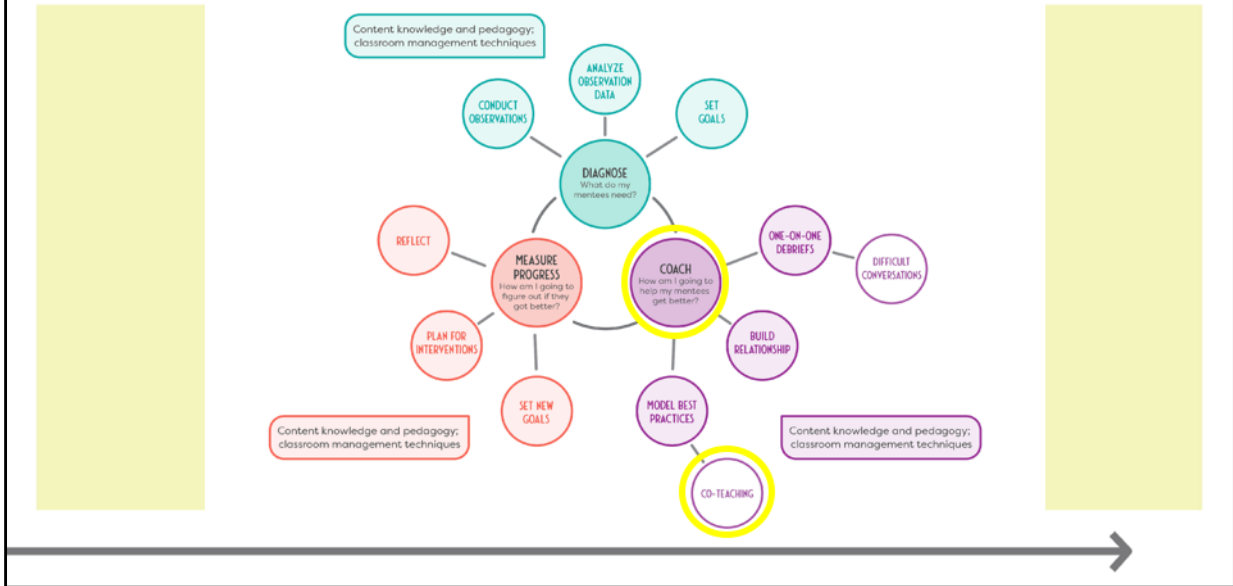 Content knowledge and pedagogy;
classroom management techniques
ANALYZE
OBSERVATION
DATA
CONDUCT
OBSERVATIONS
SET
GOALS
DIAGNOSE
What do my
mentees need?
REFLECT
MEASURE
PROGRESS
How am I going to
figure out if they
got better?
COACH
How am I going to
help my mentees
get better?
ONE-ON-ONE
DEBRIEFS
DIFFICULT
CONVERSATIONS
PLAN FOR
INTERVENTIONS
BUILD
RELATIONSHIP
SET NEW
GOALS
MODEL BEST
PRACTICES
Content knowledge and pedagogy;
classroom management techniques
Content knowledge and pedagogy;
classroom management techniques
CO-TEACHING